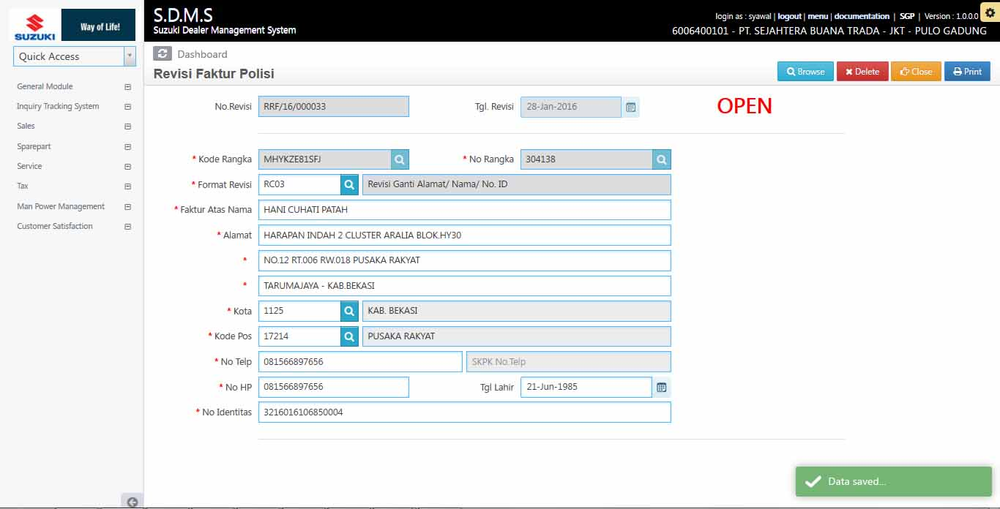 SUZUKI
Way of Life!
S.D.M.S
Suzuki Dealer Management System
login as : syawal | logout | menu | documentation | SGP | Version : 1.0.0.0
6006400101 - PT. SEJAHTERA BUANA TRADA - JKT - PULO GADUNG
Quick Access
General Module
Inquiry Tracking System
Sales
Sparepart
Service
Tax
Man Power Management
Customer Satisfaction
Dashboard
Revisi Faktur Polisi
Browse Delete Close Print
No.Revisi RRF/16/000033 Tgl. Revisi 28-Jan-2016 OPEN
* Kode Rangka MHYKZE81SFJ * No Rangka 304138
* Format Revisi RC03 Revisi Ganti Alamat/ Nama/ No. ID
* Faktur Atas Nama HANI CUHATI PATAH
* Alamat HARAPAN INDAH 2 CLUSTER ARALIA BLOK.HY30
* NO.12 RT.006 RW.018 PUSAKA RAKYAT
* TARUMAJAYA - KAB.BEKASI
* Kota 1125 KAB. BEKASI
* Kode Pos 17214 PUSAKA RAKYAT
* No Telp 081566897656 SKPK No.Telp
* No HP 081566897656 Tgl Lahir 21-Jun-1985
* No Identitas 3216016106850004
Data saved...